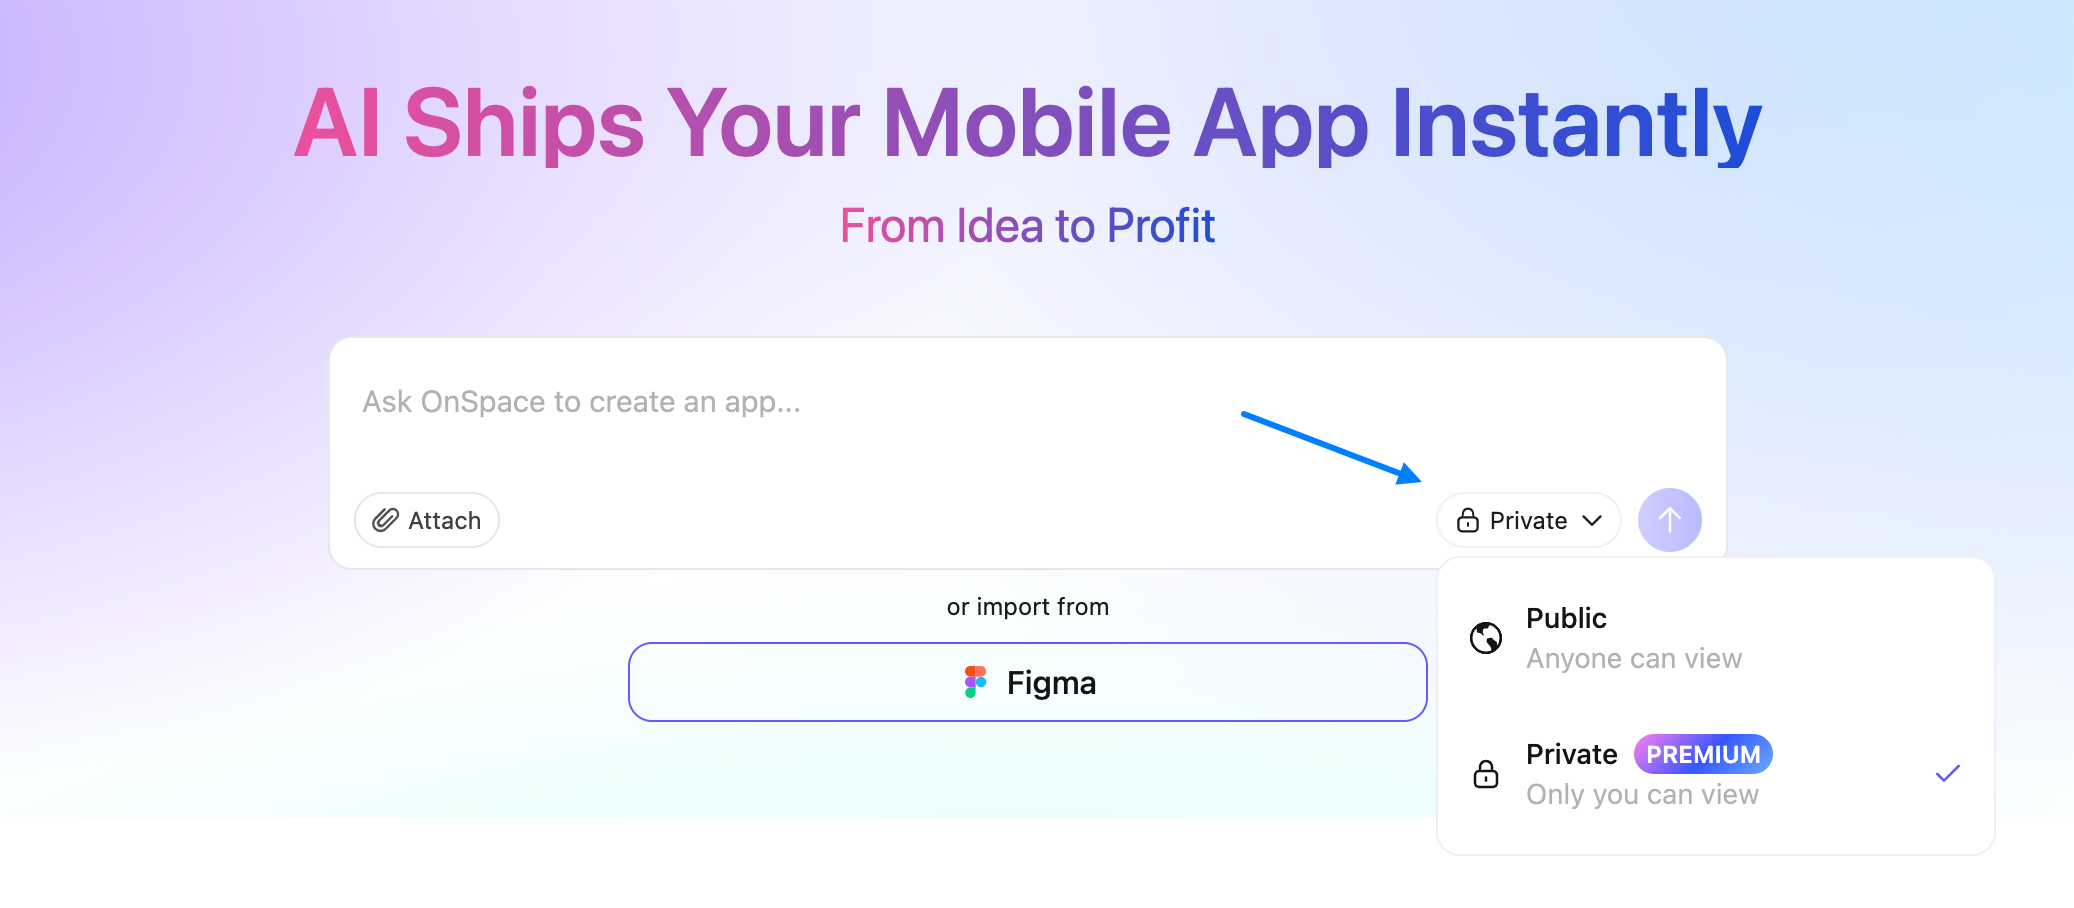 AI Ships Your Mobile App Instantly
From Idea to Profit
Ask OnSpace to create an app...
Attach
Private
or import from
Figma
Public
Anyone can view
Private PREMIUM
Only you can view